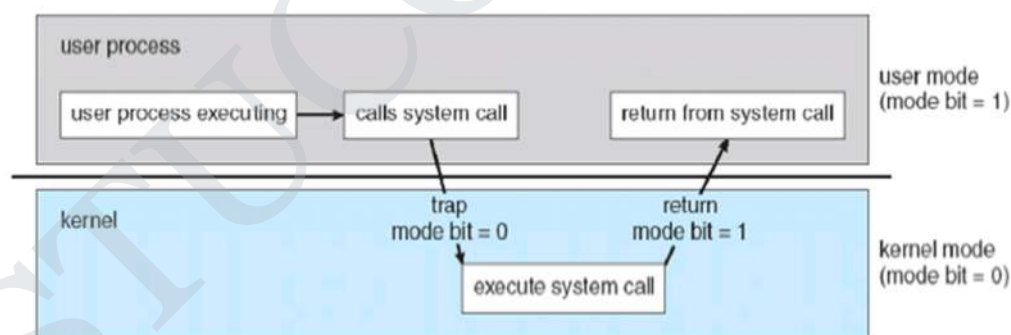 user process
user process executing
calls system call
return from system call
user mode
(mode bit = 1)
kernel
trap
mode bit = 0
return
mode bit = 1
execute system call
kernel mode
(mode bit = 0)